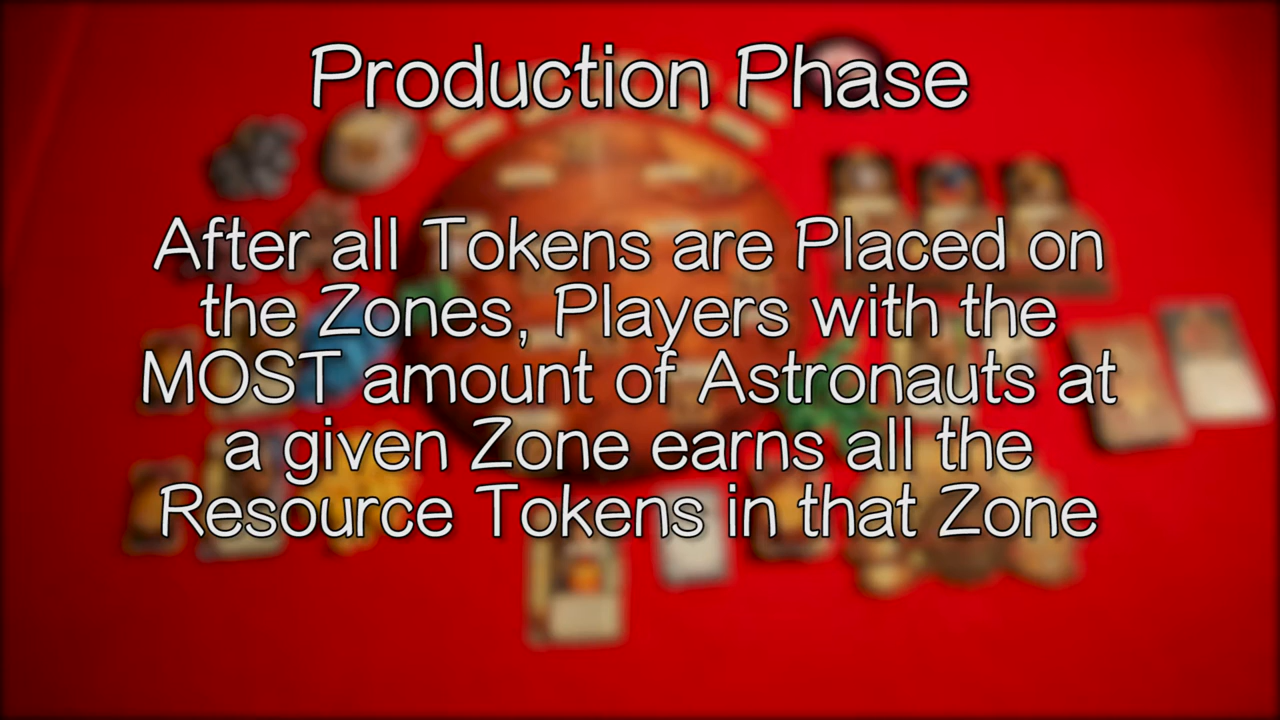 Production Phase
After all Tokens are Placed on
the Zones, Players with the
MOST amount of Astronauts at
a given Zone earns all the
Resource Tokens in that Zone